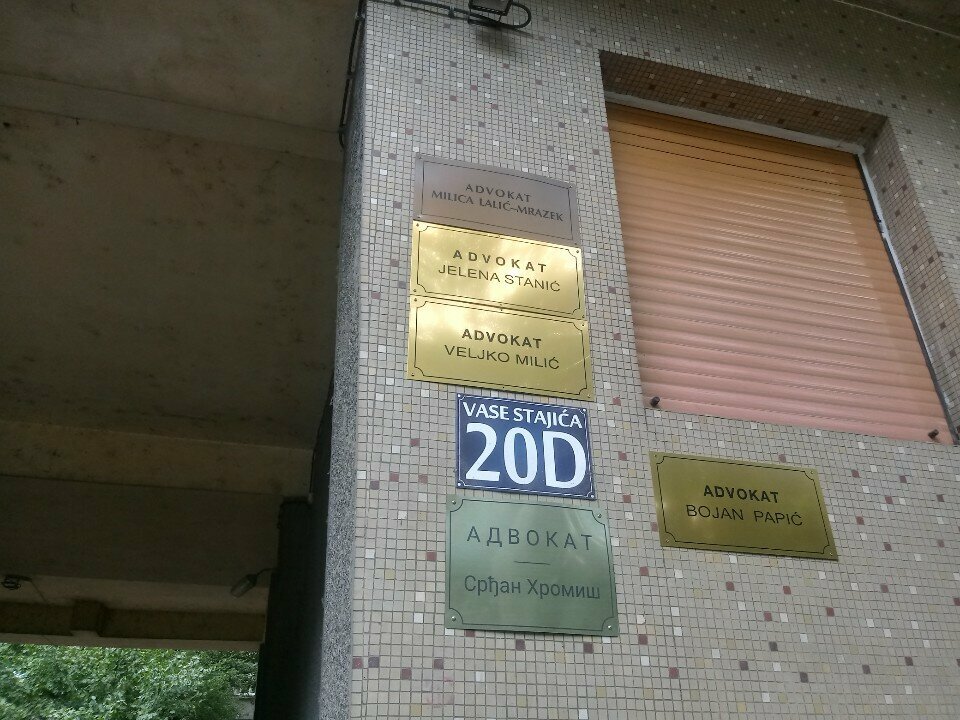 ADVOKAT
MILICA LALIĆ–MRAZEK
ADVOKAT
JELENA STANIĆ
ADVOKAT
VELJKO MILIĆ
VASE STAJIĆA
20D
АДВОКАТ
Срђан Хромиш
ADVOKAT
BOJAN PAPIĆ